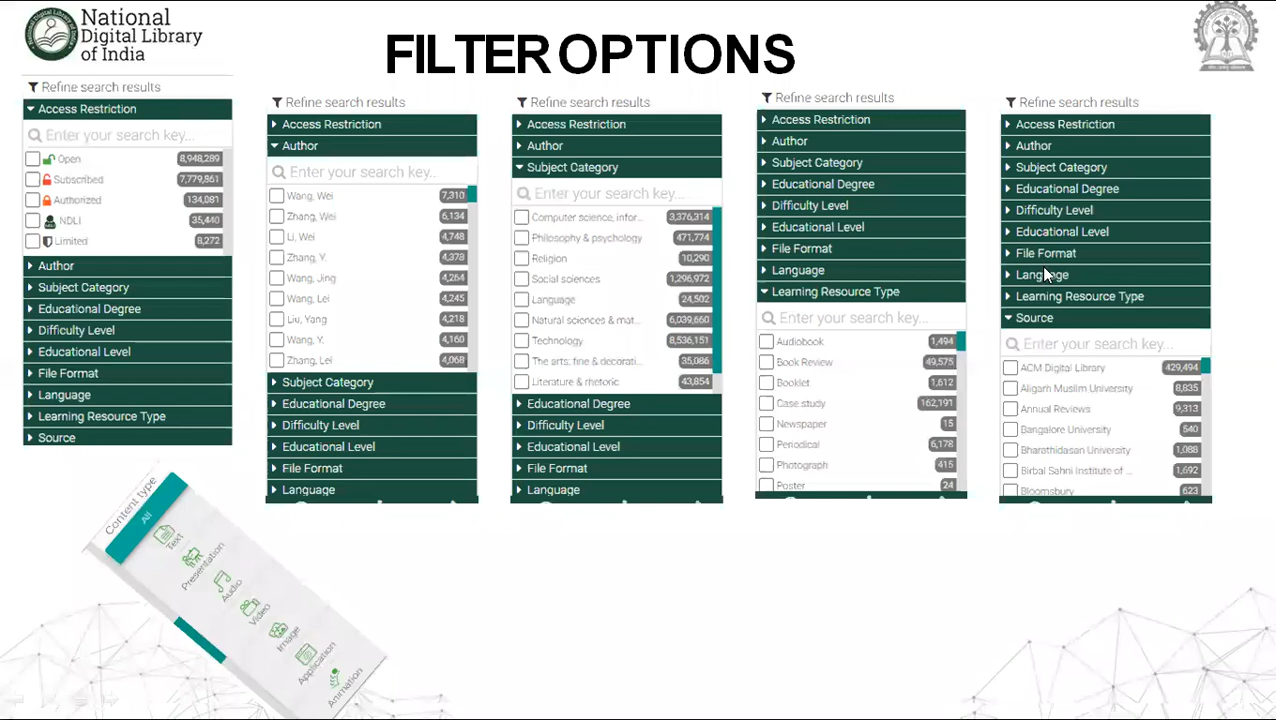 National
Digital Library
of India
FILTER OPTIONS
Refine search results
Access Restriction
Enter your search key...
Open 8,948,289
Subscribed 7,779,861
Authorized 134,081
NDLI 35,440
Limited 8,272
Author
Subject Category
Educational Degree
Difficulty Level
Educational Level
File Format
Language
Learning Resource Type
Source
Refine search results
Access Restriction
Author
Enter your search key..
Wang, Wei 7,310
Zhang, Wei 6,134
Li, Wei 4,748
Zhang, Y. 4,378
Wang, Jing 4,264
Wang, Lei 4,245
Liu, Yang 4,218
Wang, Y. 4,160
Zhang, Lei 4,068
Subject Category
Educational Degree
Difficulty Level
Educational Level
File Format
Language
Refine search results
Access Restriction
Author
Subject Category
Enter your search key...
Computer science, infor... 3,376,314
Philosophy & psychology 471,774
Religion 10,290
Social sciences 1,296,972
Language 24,502
Natural sciences & mat... 6,039,660
Technology 8,536,151
The arts; fine & decorati... 35,086
Literature & rhetoric 43,854
Educational Degree
Difficulty Level
Educational Level
File Format
Language
Refine search results
Access Restriction
Author
Subject Category
Educational Degree
Difficulty Level
Educational Level
File Format
Language
Learning Resource Type
Enter your search key...
Audiobook 1,494
Book Review 49,575
Booklet 1,612
Case study 162,191
Newspaper 15
Periodical 6,178
Photograph 415
Poster 24
Refine search results
Access Restriction
Author
Subject Category
Educational Degree
Difficulty Level
Educational Level
File Format
Language
Learning Resource Type
Source
Enter your search key...
ACM Digital Library 429,494
Aligarh Muslim University 8,835
Annual Reviews 9,313
Bangalore University 540
Bharathidasan University 1,088
Birbal Sahni Institute of ... 1,692
Bloomsbury 623
Content type
All
Text
Presentation
Audio
Video
Image
Application
Animation